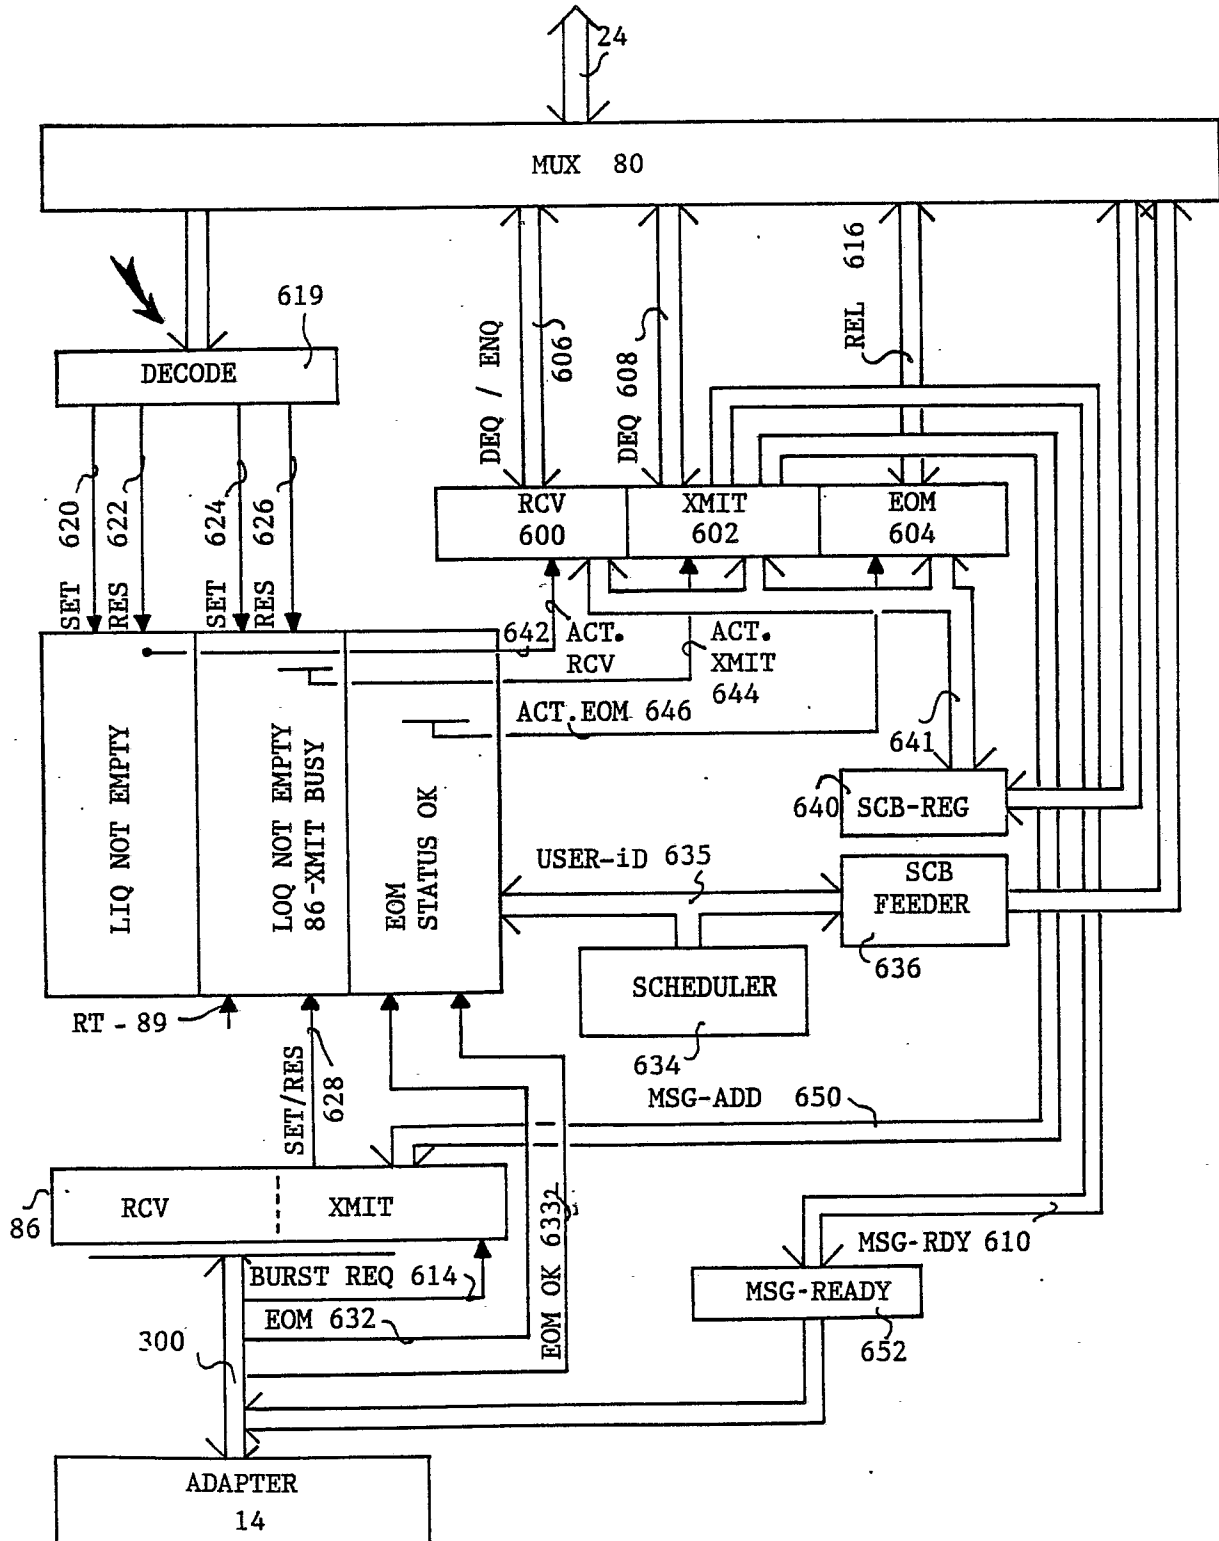 24
MUX 80
619
DECODE
SET 620
RES 622
SET 624
RES 626
DEQ / ENQ
606
DEQ 608
REL 616
RCV
600
XMIT
602
EOM
604
642
ACT.
RCV
ACT.
XMIT
644
ACT.EOM 646
641
LIQ NOT EMPTY
LOQ NOT EMPTY
86-XMIT BUSY
EOM
STATUS OK
640
SCB-REG
USER-iD 635
SCB
FEEDER
636
SCHEDULER
634
RT - 89
SET/RES
628
MSG-ADD 650
86
RCV
XMIT
EOM OK 6332
MSG-RDY 610
BURST REQ 614
EOM 632
MSG-READY
652
300
ADAPTER
14